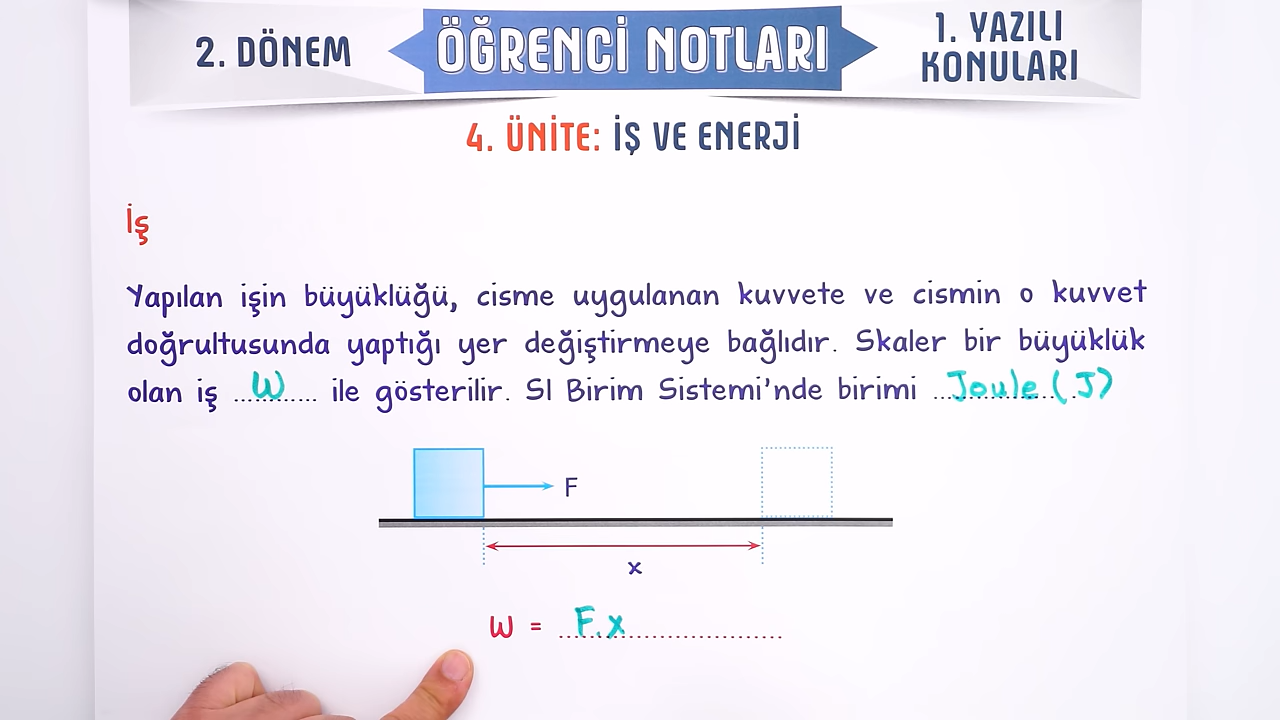 2. DÖNEM
ÖĞRENCİ NOTLARI
1. YAZILI
KONULARI
4. ÜNİTE: İŞ VE ENERJİ
İş
Yapılan işin büyüklüğü, cisme uygulanan kuvvete ve cismin o kuvvet
doğrultusunda yaptığı yer değiştirmeye bağlıdır. Skaler bir büyüklük
olan iş W ile gösterilir. SI Birim Sistemi'nde birimi Joule (J)
F
x
W = F.x